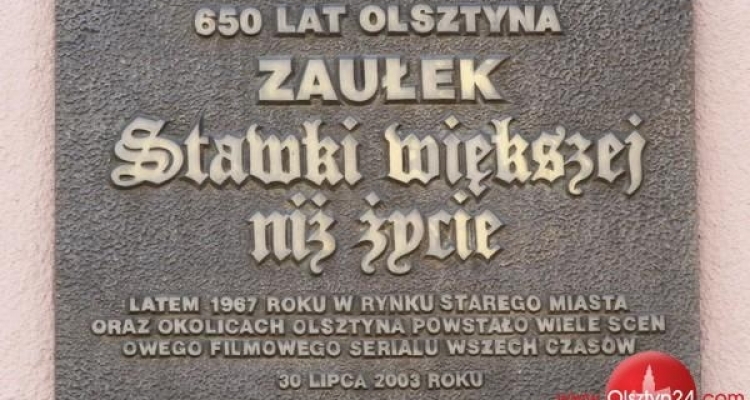 650 LAT OLSZTYNA
ZAUŁEK
Stawki większej
niż życie
LATEM 1967 ROKU W RYNKU STAREGO MIASTA
ORAZ OKOLICACH OLSZTYNA POWSTAŁO WIELE SCEN
OWEGO FILMOWEGO SERIALU WSZECH CZASÓW
30 LIPCA 2003 ROKU
www.Olsztyn24.com